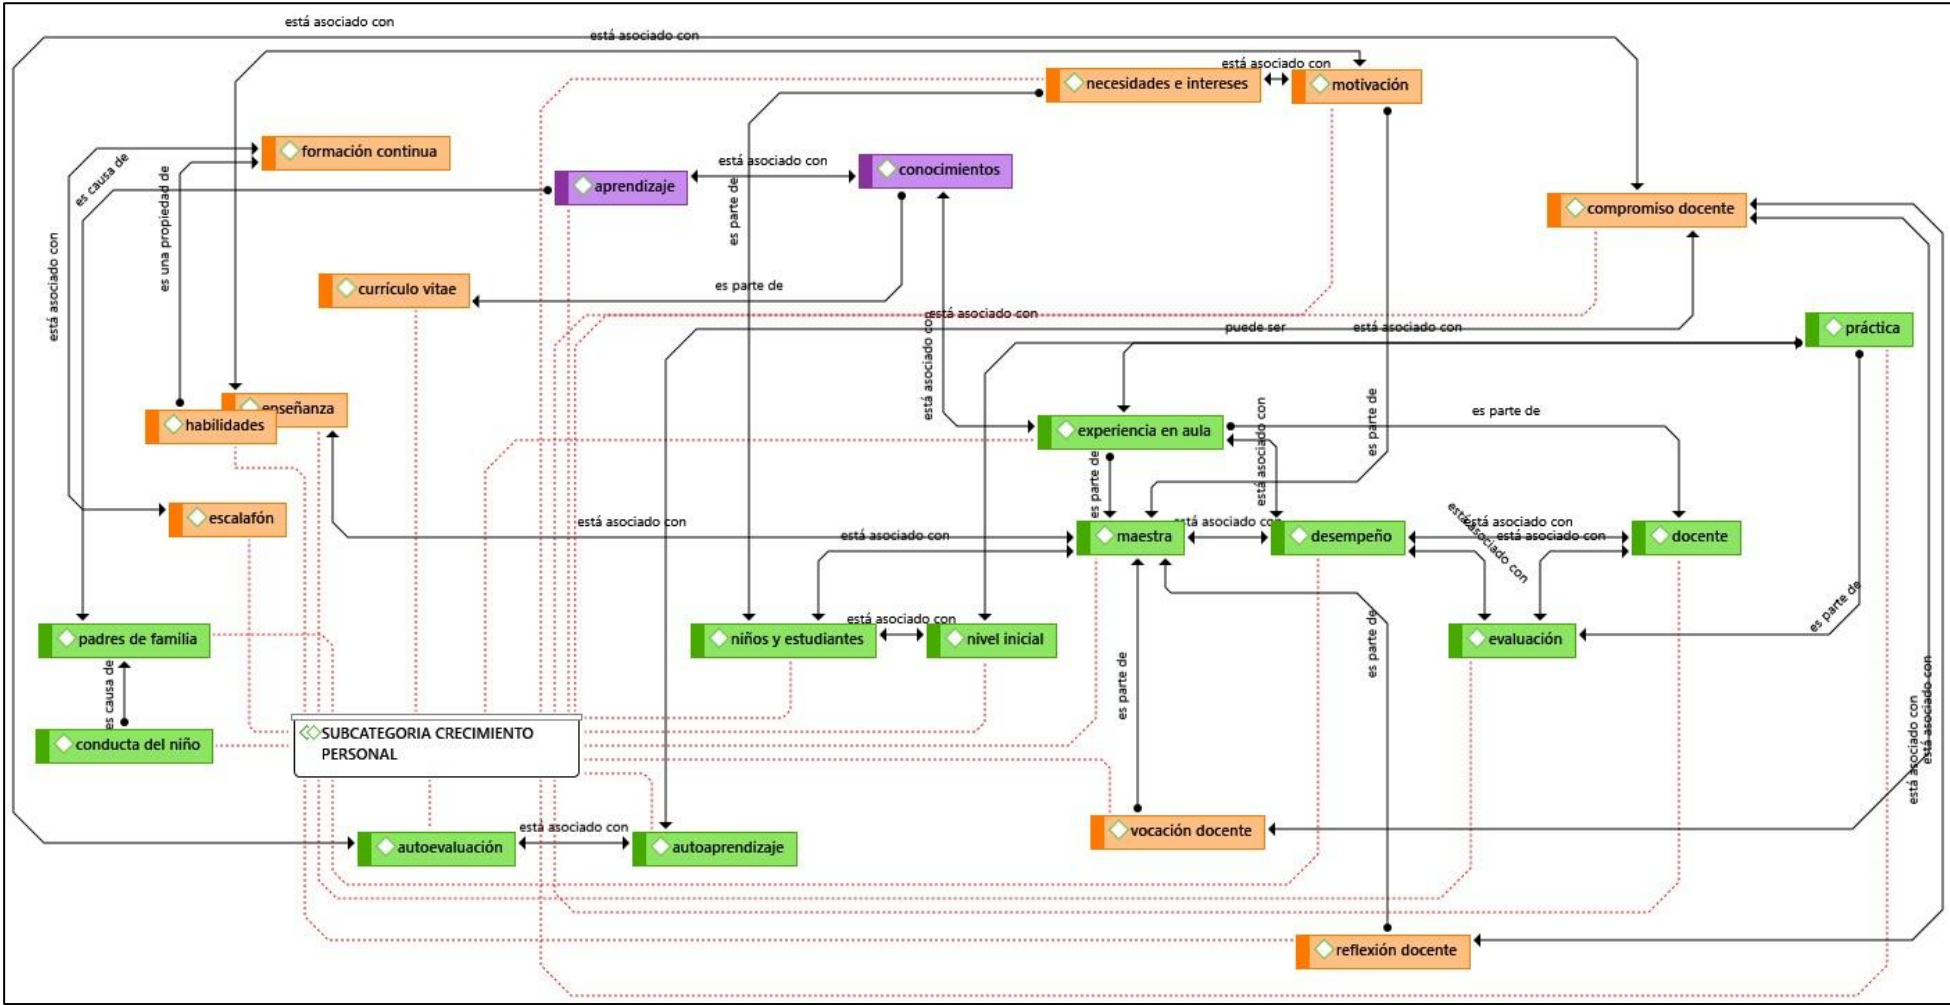 está asociado con
está asociado con
está asociado con
necesidades e intereses
motivación
formación continua
es causa de
está asociado con
conocimientos
aprendizaje
es una propiedad de
es parte de
compromiso docente
está asociado con
currículo vitae
es parte de
está asociado con
puede ser
está asociado con
práctica
está asociado con
enseñanza
habilidades
experiencia en aula
es parte de
está asociado con
es parte de
es parte de
escalafón
está asociado con
está asociado con
está asociado con
está asociado con
está asociado con
está asociado con
maestra
desempeño
docente
es parte de
está asociado con
padres de familia
niños y estudiantes
nivel inicial
es parte de
evaluación
es causa de
es parte de
conducta del niño
SUBCATEGORIA CRECIMIENTO
PERSONAL
está asociado con
está asociado con
está asociado con
vocación docente
autoevaluación
autoaprendizaje
reflexión docente